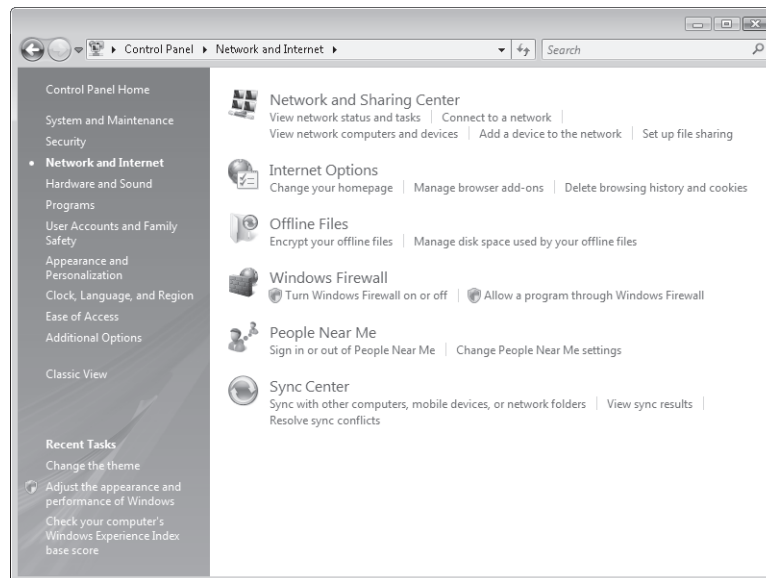 Control Panel Network and Internet Search
Control Panel Home
System and Maintenance
Security
Network and Internet
Hardware and Sound
Programs
User Accounts and Family
Safety
Appearance and
Personalization
Clock, Language, and Region
Ease of Access
Additional Options
Classic View
Recent Tasks
Change the theme
Adjust the appearance and
performance of Windows
Check your computer's
Windows Experience Index
base score
Network and Sharing Center
View network status and tasks Connect to a network
View network computers and devices Add a device to the network Set up file sharing
Internet Options
Change your homepage Manage browser add-ons Delete browsing history and cookies
Offline Files
Encrypt your offline files Manage disk space used by your offline files
Windows Firewall
Turn Windows Firewall on or off Allow a program through Windows Firewall
People Near Me
Sign in or out of People Near Me Change People Near Me settings
Sync Center
Sync with other computers, mobile devices, or network folders View sync results
Resolve sync conflicts